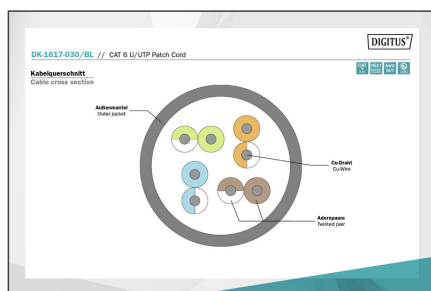 DIGITUS®
DK-1617-030/BL // CAT 6 U/UTP Patch Cord
Kabelquerschnitt
Cable cross section
Außenmantel
Outer jacket
Cu-Draht
Cu-Wire
Adernpaare
Twisted pair